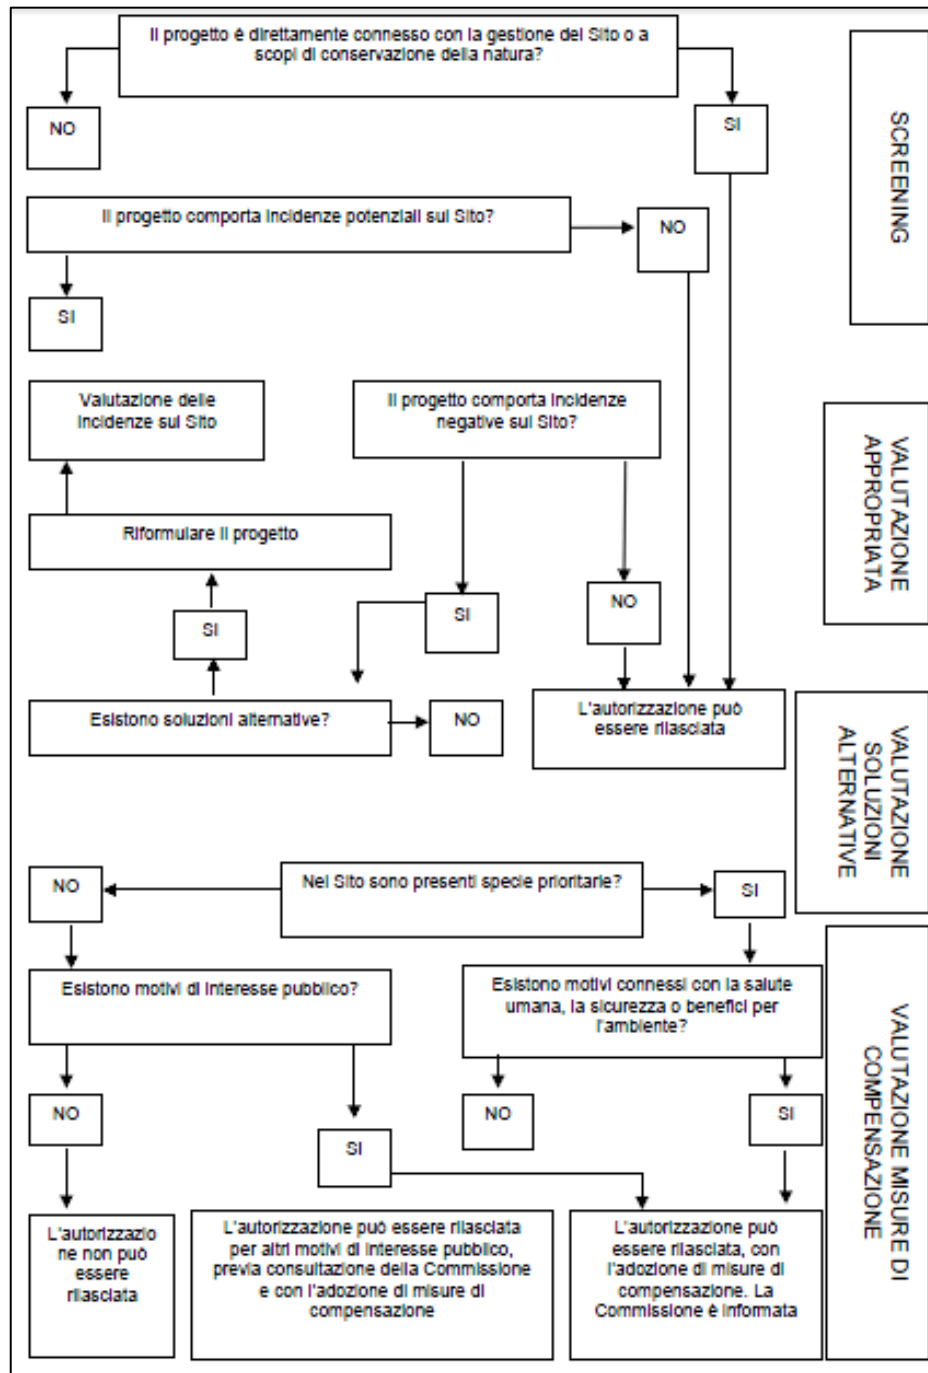 Il progetto è direttamente connesso con la gestione del Sito o a
scopi di conservazione della natura?
NO
SI
SCREENING
Il progetto comporta incidenze potenziali sul Sito?
NO
SI
Valutazione delle
incidenze sul Sito
Il progetto comporta incidenze
negative sul Sito?
VALUTAZIONE
APPROPRIATA
Riformulare il progetto
SI
SI
NO
Esistono soluzioni alternative?
NO
L'autorizzazione può
essere rilasciata
VALUTAZIONE
SOLUZIONI
ALTERNATIVE
NO
Nel Sito sono presenti specie prioritarie?
SI
Esistono motivi di interesse pubblico?
Esistono motivi connessi con la salute
umana, la sicurezza o benefici per
l'ambiente?
VALUTAZIONE MISURE DI
COMPENSAZIONE
NO
SI
NO
SI
L'autorizzazio
ne non può
essere
rilasciata
L'autorizzazione può essere rilasciata
per altri motivi di interesse pubblico,
previa consultazione della Commissione
e con l'adozione di misure di
compensazione
L'autorizzazione può
essere rilasciata, con
l'adozione di misure di
compensazione. La
Commissione è informata